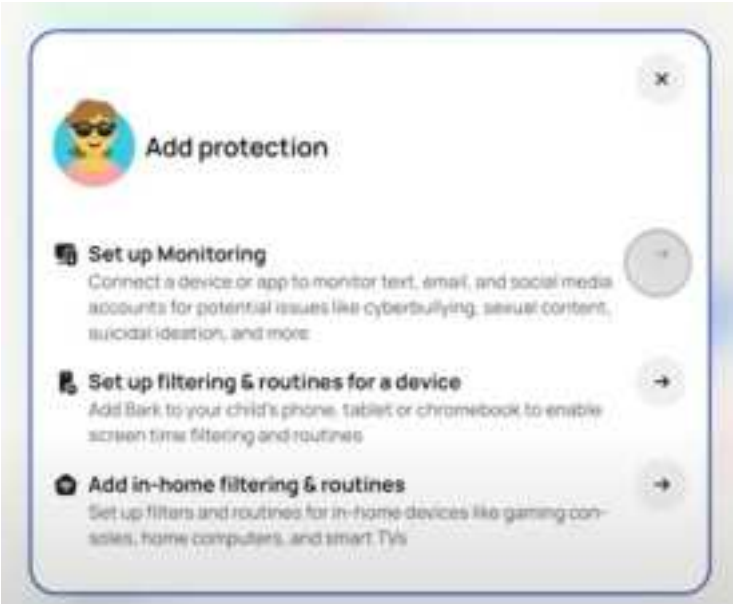 Add protection
Set up Monitoring
Connect a device or app to monitor text, email, and social media
accounts for potential issues like cyberbullying, sexual content,
suicidal ideation, and more
Set up filtering & routines for a device
Add Bark to your child's phone, tablet or chromebook to enable
screen time filtering and routines
Add in-home filtering & routines
Set up filters and routines for in-home devices like gaming con-
soles, home computers, and smart TVs